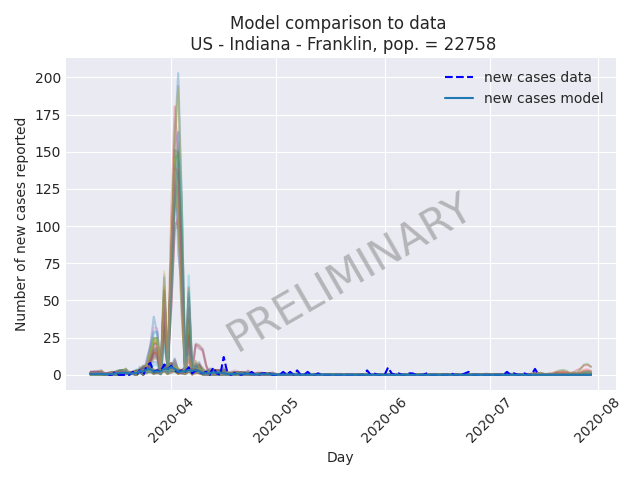 Model comparison to data
US - Indiana - Franklin, pop. = 22758
new cases data
new cases model
Number of new cases reported
200
175
150
125
100
75
50
25
0
PRELIMINARY
2020-04
2020-05
2020-06
2020-07
2020-08
Day